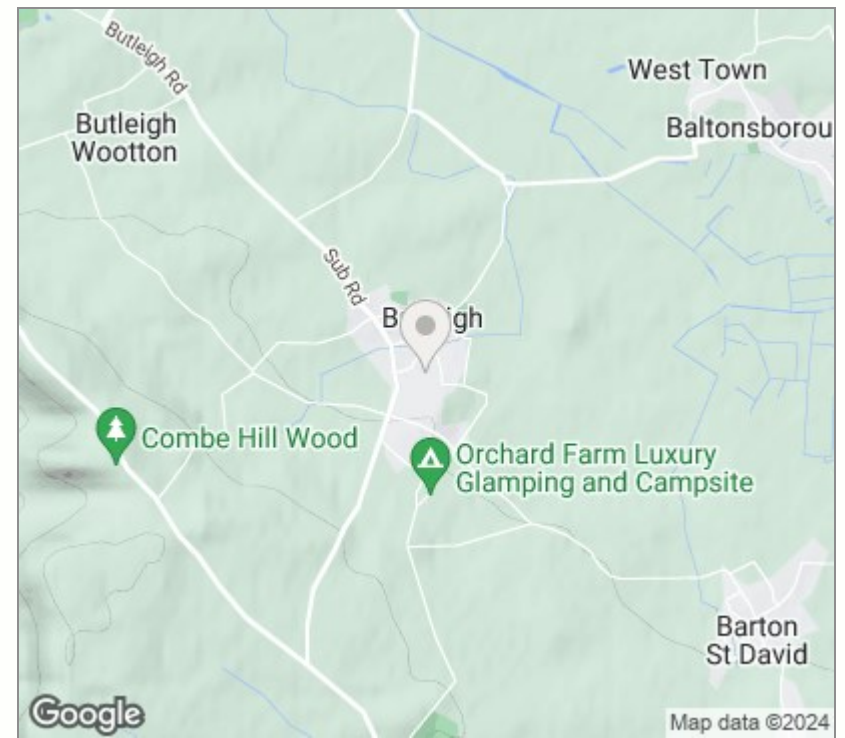 Butleigh Rd
West Town
Butleigh
Wootton
Baltonsborou
Sub Rd
B igh
Combe Hill Wood
Orchard Farm Luxury
Glamping and Campsite
Barton
St David
Google
Map data ©2024